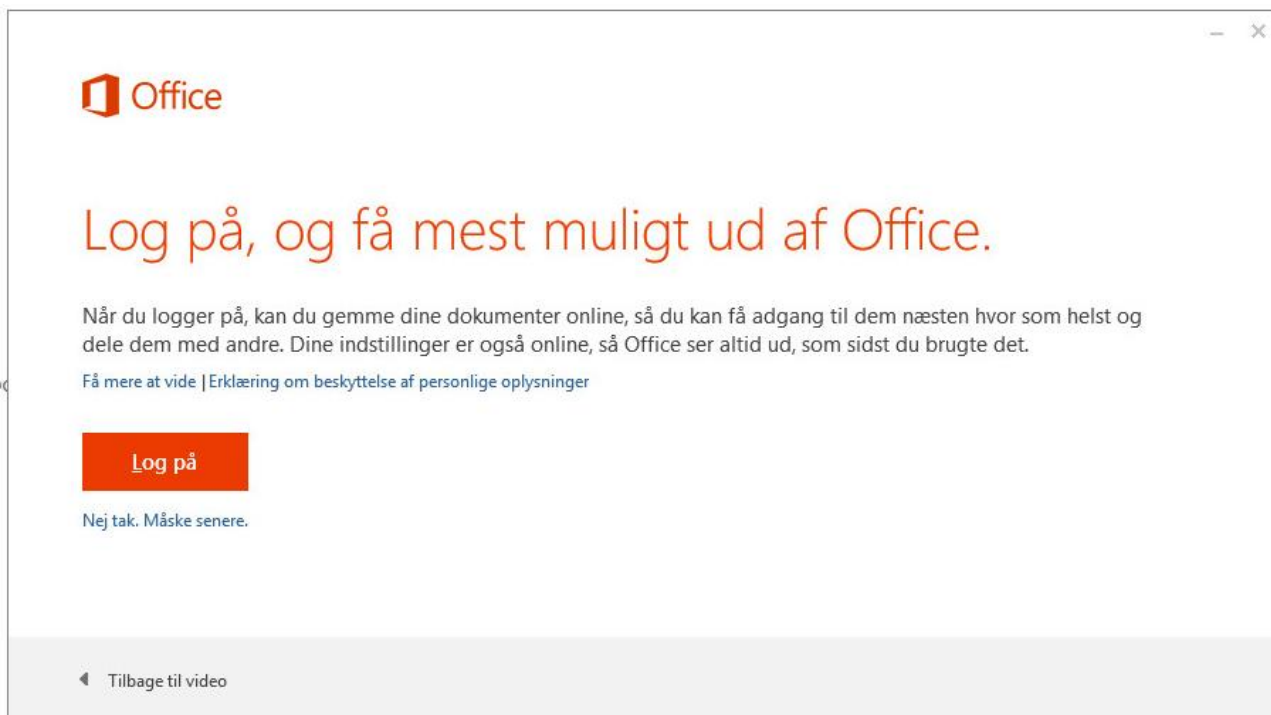 Office
Log på, og få mest muligt ud af Office.
Når du logger på, kan du gemme dine dokumenter online, så du kan få adgang til dem næsten hvor som helst og
dele dem med andre. Dine indstillinger er også online, så Office ser altid ud, som sidst du brugte det.
Få mere at vide | Erklæring om beskyttelse af personlige oplysninger
Log på
Nej tak. Måske senere.
Tilbage til video